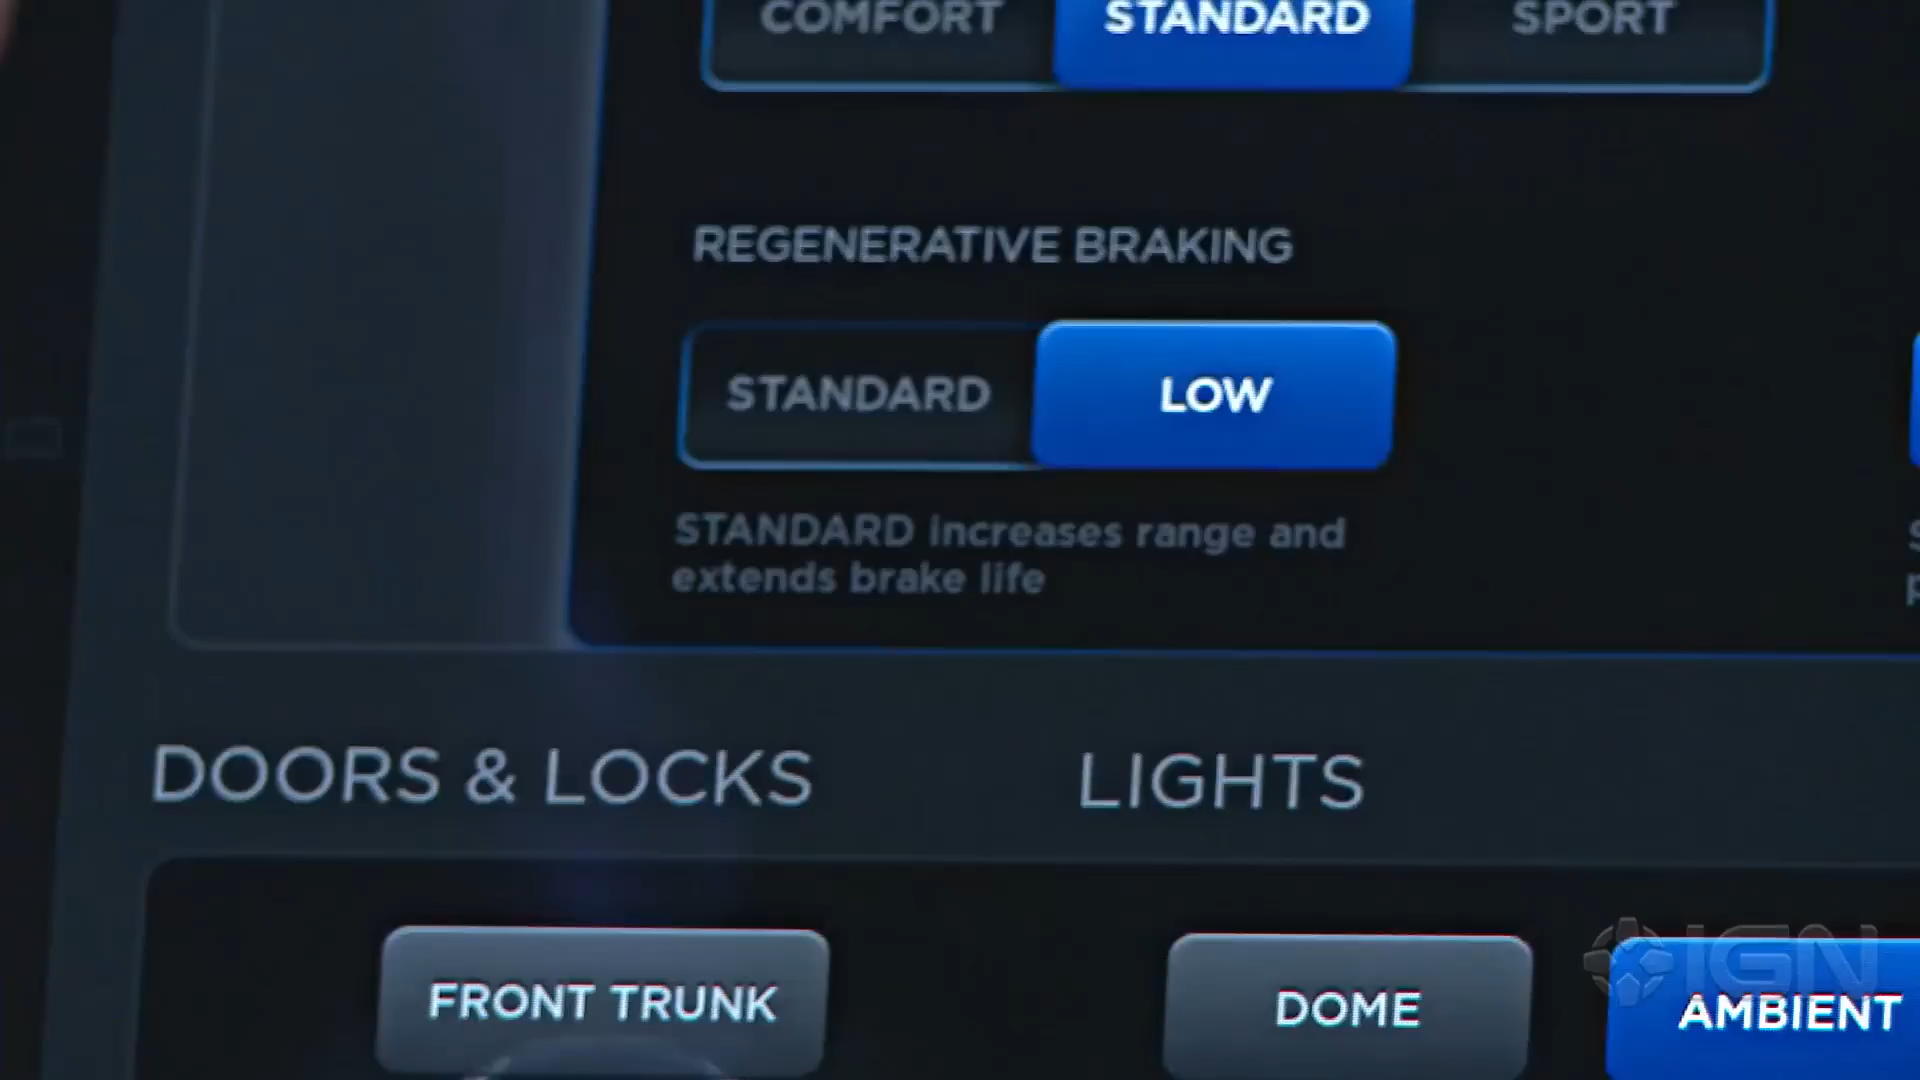 COMFORT STANDARD SPORT
REGENERATIVE BRAKING
STANDARD LOW
STANDARD increases range and
extends brake life
DOORS & LOCKS LIGHTS
FRONT TRUNK DOME AMBIENT
IGN